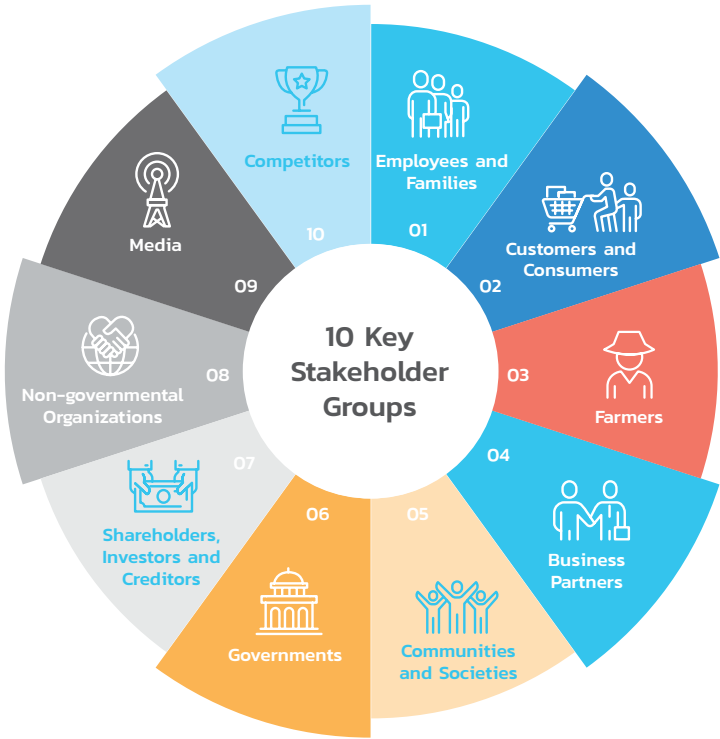 10 Key
Stakeholder
Groups
Employees and
Families
01
Customers and
Consumers
02
Farmers
03
Business
Partners
04
Communities
and Societies
05
Governments
06
Shareholders,
Investors and
Creditors
07
Non-governmental
Organizations
08
Media
09
Competitors
10